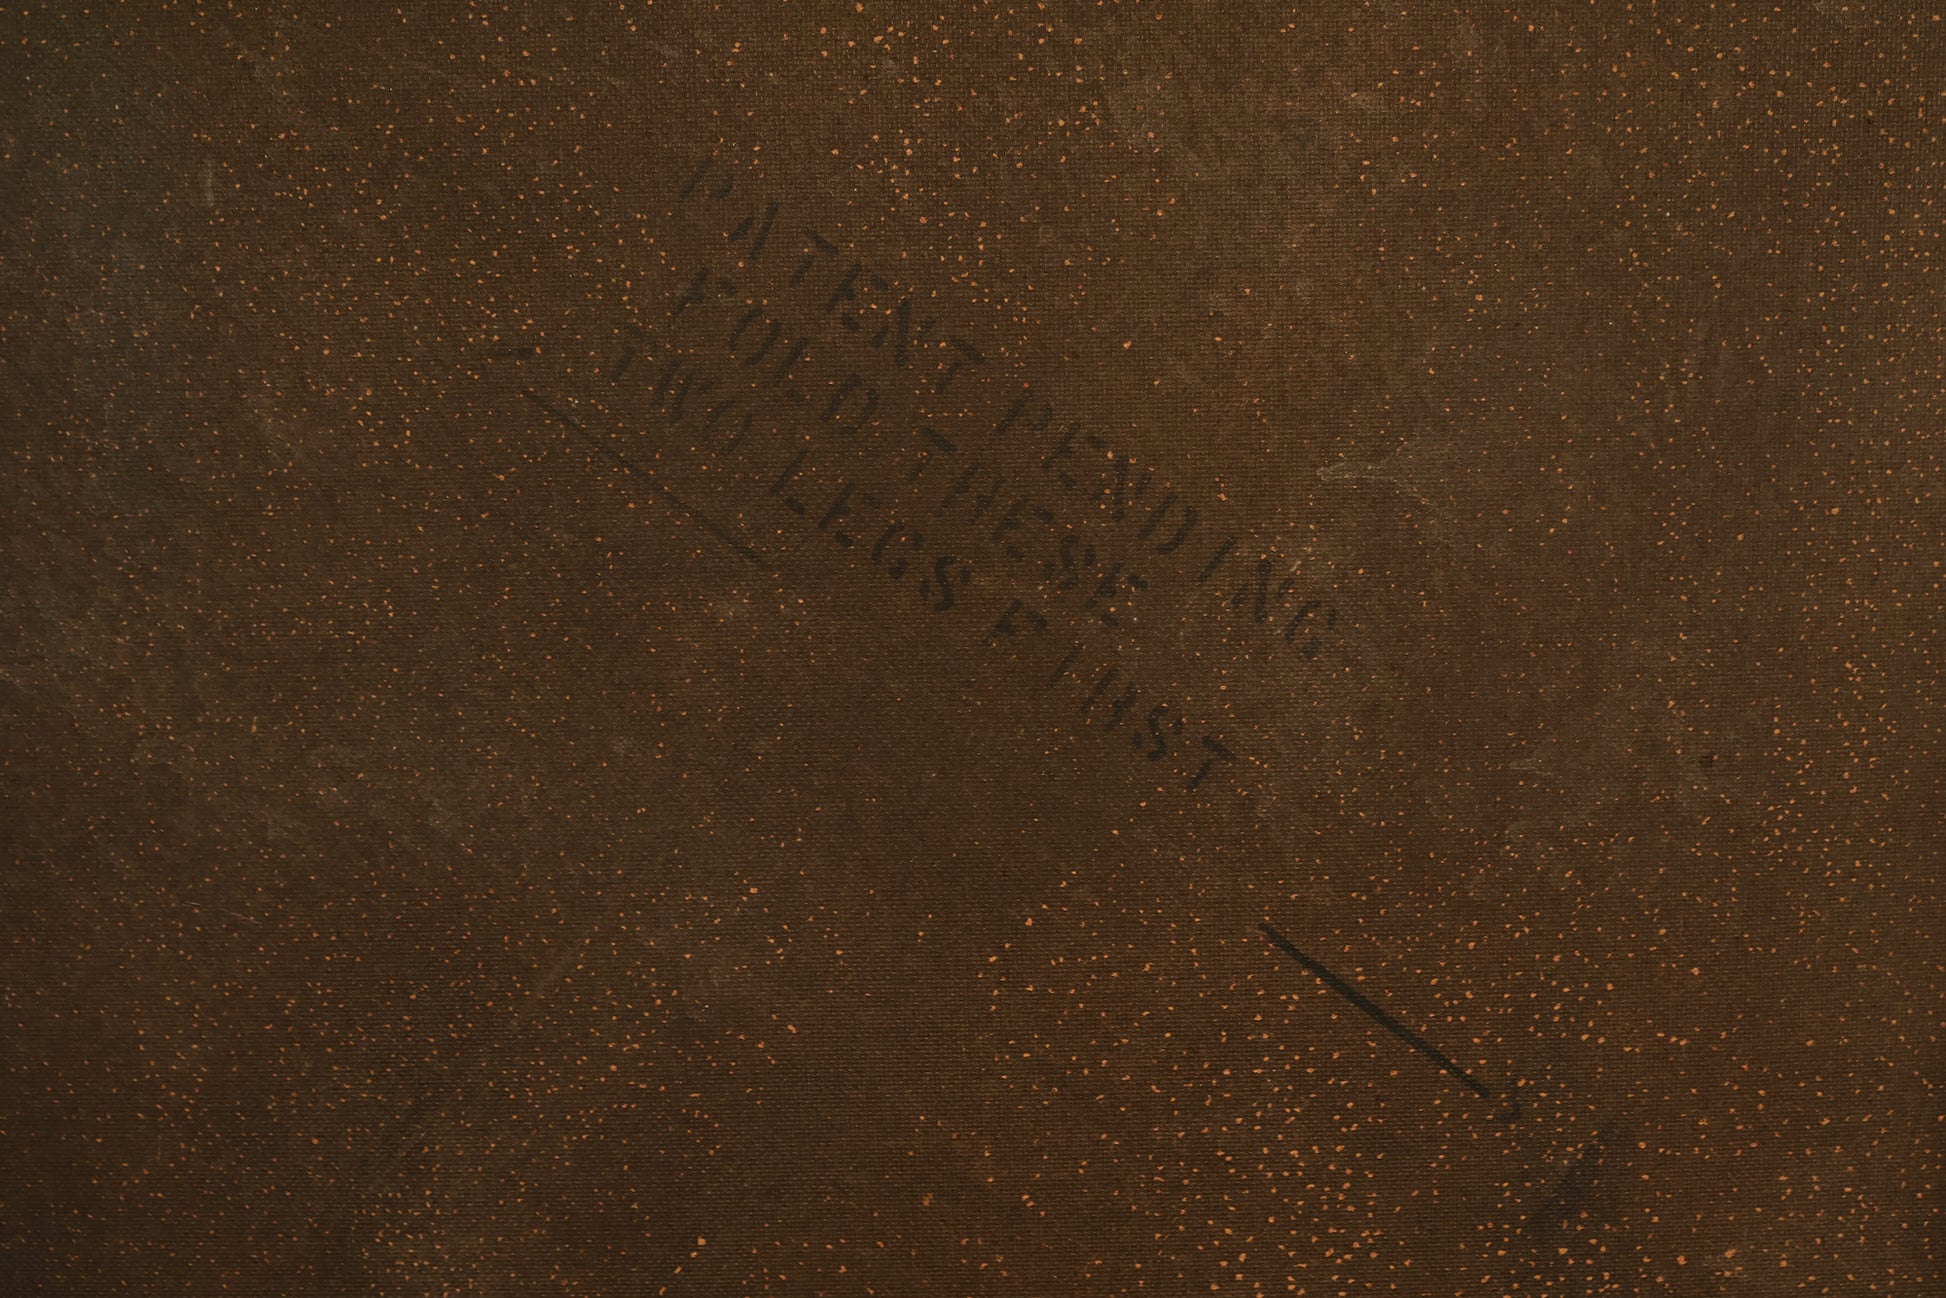 PATENT PENDING
FOLD THESE
TWO LEGS FIRST